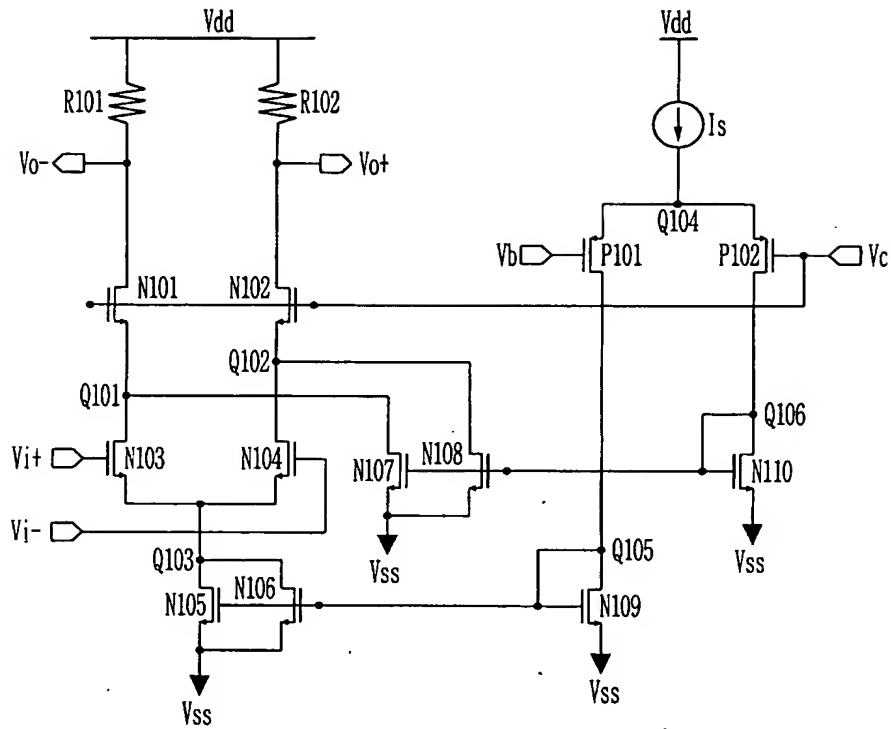 Vdd
Vdd
R101
R102
Is
Vo-
Vo+
Q104
Vb
P101
P102
Vc
N101
N102
Q102
Q101
Q106
Vi+
N103
N104
N107
N108
N110
Vi-
Q103
Vss
Q105
Vss
N105
N106
N109
Vss
Vss